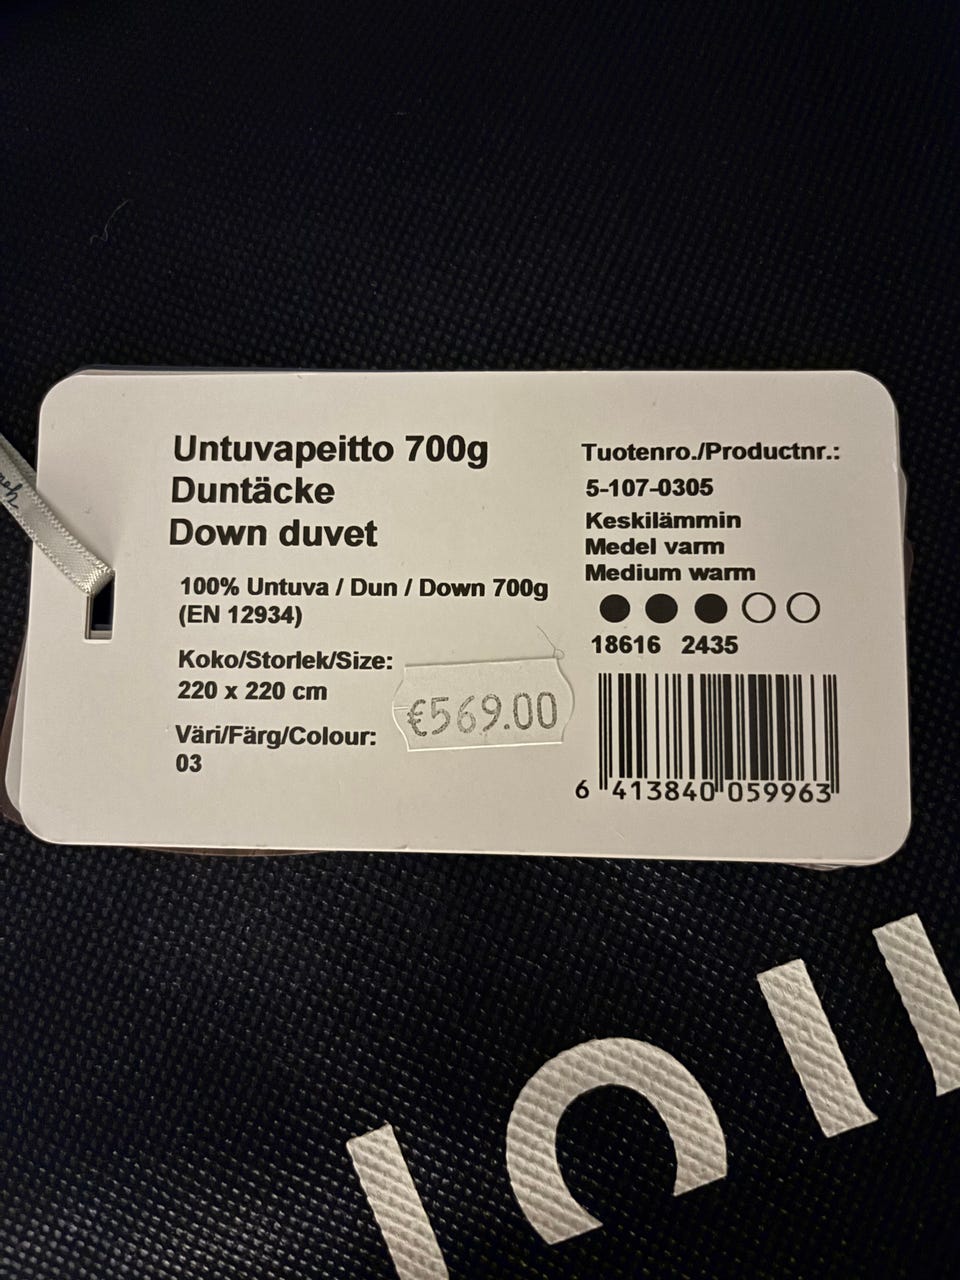 Untuvapeitto 700g
Duntäcke
Down duvet
100% Untuva / Dun / Down 700g
(EN 12934)
Koko/Storlek/Size:
220 x 220 cm
Väri/Färg/Colour:
03
€569.00
Tuotenro./Productnr.:
5-107-0305
Keskilämmin
Medel varm
Medium warm
18616 2435
6 413840 059963